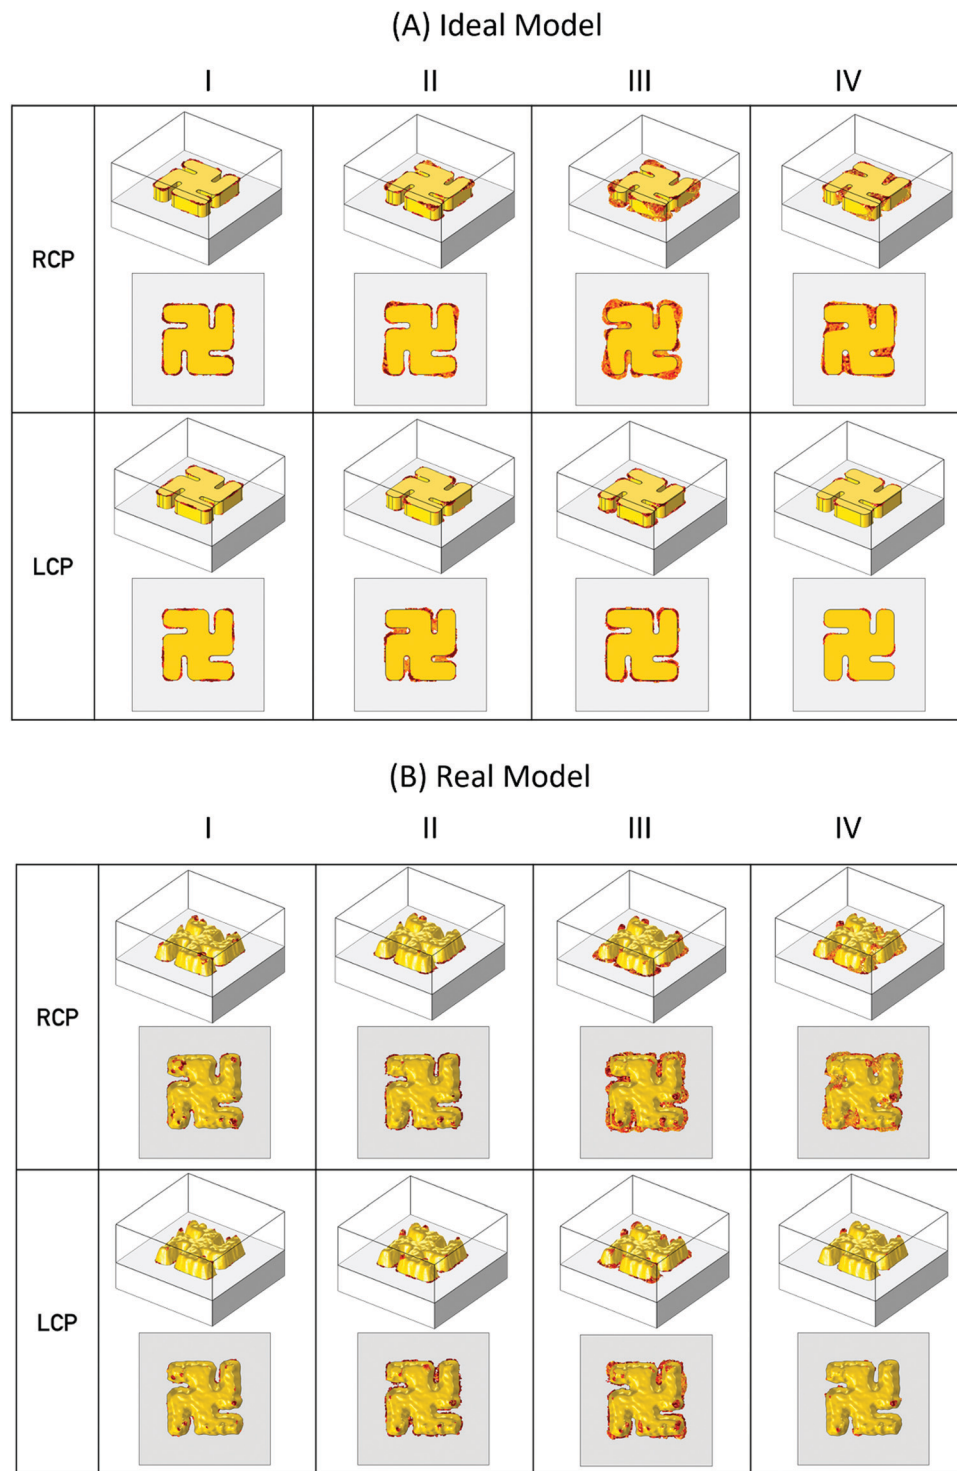 (A) Ideal Model
I II III IV
RCP
LCP
(B) Real Model
I II III IV
RCP
LCP